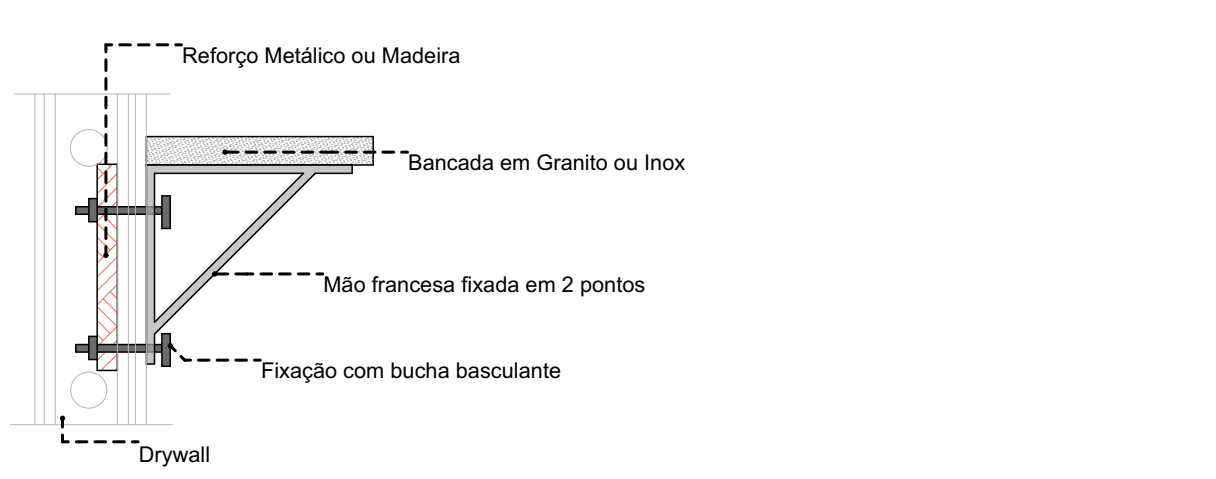 Reforço Metálico ou Madeira
Bancada em Granito ou Inox
Mão francesa fixada em 2 pontos
Fixação com bucha basculante
Drywall